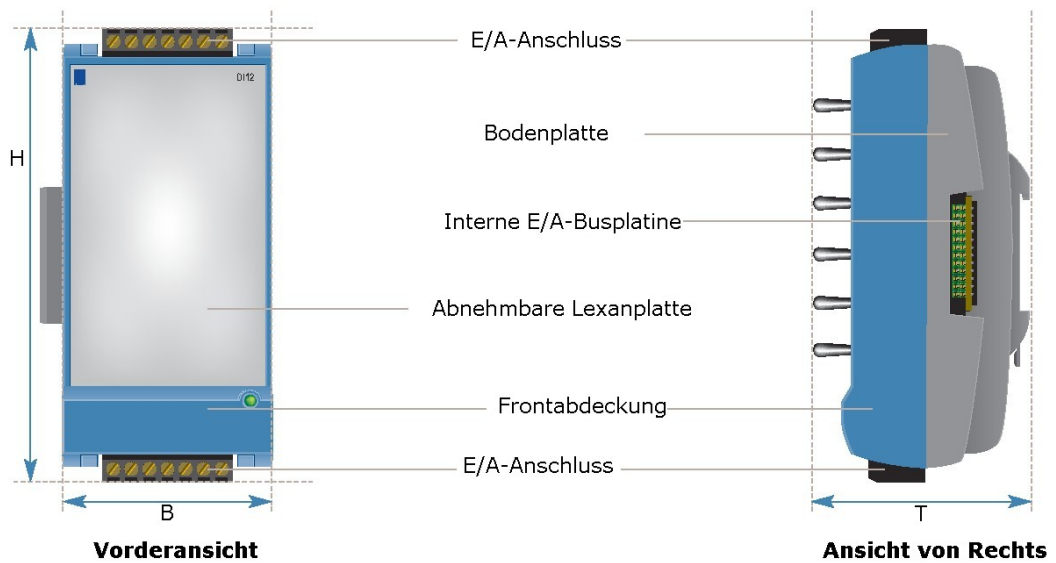 E/A-Anschluss
DI12
Bodenplatte
H
Interne E/A-Busplatine
Abnehmbare Lexanplatte
Frontabdeckung
E/A-Anschluss
B
T
Vorderansicht
Ansicht von Rechts